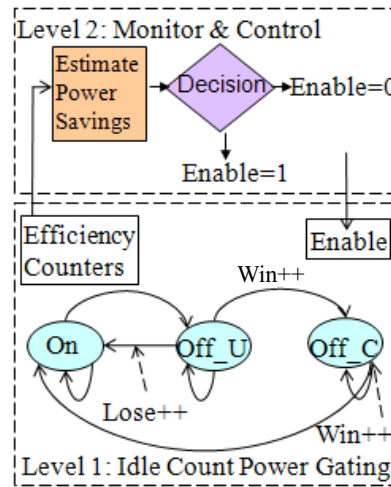 Level 2: Monitor & Control
Estimate
Power
Savings
Decision
Enable=0
Enable=1
Efficiency
Counters
Enable
Win++
On
Off_U
Off_C
Lose++
Win++
Level 1: Idle Count Power Gating